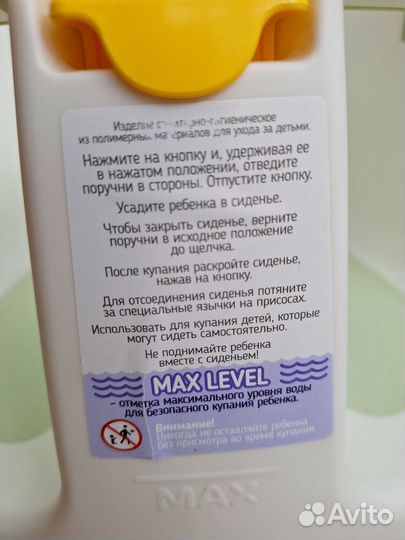 Изделие санитарно-гигиеническое
из полимерных материалов для ухода за детьми.
Нажмите на кнопку и, удерживая ее
в нажатом положении, отведите
поручни в стороны. Отпустите кнопку.
Усадите ребенка в сиденье.
Чтобы закрыть сиденье, верните
поручни в исходное положение
до щелчка.
После купания раскройте сиденье,
нажав на кнопку.
Для отсоединения сиденья потяните
за специальные язычки на присосах.
Использовать для купания детей, которые
могут сидеть самостоятельно.
Не поднимайте ребенка
вместе с сиденьем!
MAX LEVEL
- отметка максимального уровня воды
для безопасного купания ребенка.
Внимание!
Никогда не оставляйте ребенка
без присмотра во время купания.
MAX
Avito